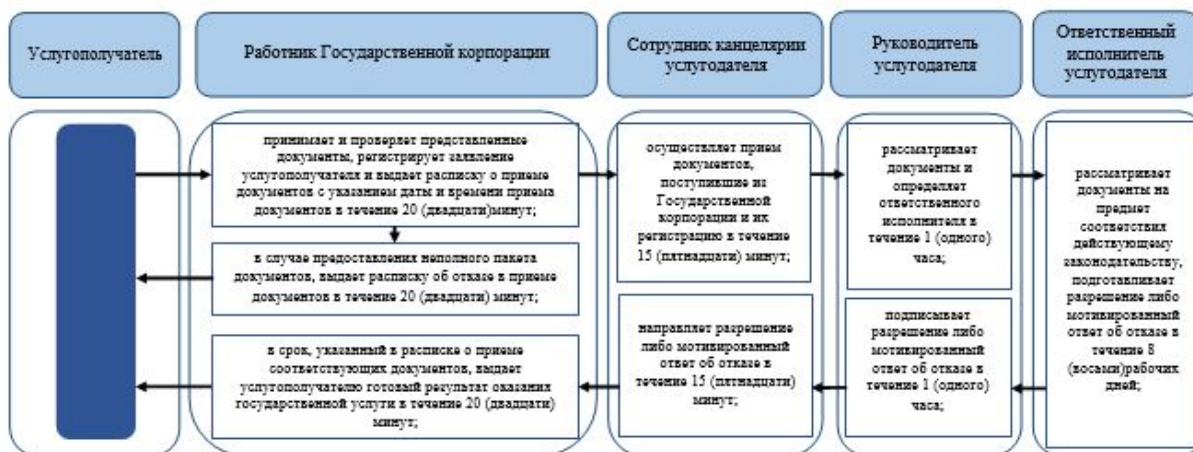 Услугополучатель
Работник Государственной корпорации
Сотрудник канцелярии
услугодателя
Руководитель
услугодателя
Ответственный
исполнитель
услугодателя
принимает и проверяет представленные
документы, регистрирует заявление
услугополучателя и выдает расписку о приеме
документов с указанием даты и времени приема
документов в течение 20 (двадцати)минут;
в случае предоставления неполного пакета
документов, выдает расписку об отказе в приеме
документов в течение 20 (двадцати) минут;
в срок, указанный в расписке о приеме
соответствующих документов, выдает
услугополучателю готовый результат оказания
государственной услуги в течение 20 (двадцати)
минут;
осуществляет прием
документов,
поступившие из
Государственной
корпорации и их
регистрацию в течение
15 (пятнадцати) минут;
направляет разрешение
либо мотивированный
ответ об отказе в
течение 15 (пятнадцати)
минут;
рассматривает
документы и
определяет
ответственного
исполнителя в
течение 1 (одного)
часа;
подписывает
разрешение либо
мотивированный
ответ об отказе в
течение 1 (одного)
часа;
рассматривает
документы на
предмет
соответствия
действующему
законодательству,
подготавливает
разрешение либо
мотивированный
ответ об отказе в
течение 8
(восьми)рабочих
дней;